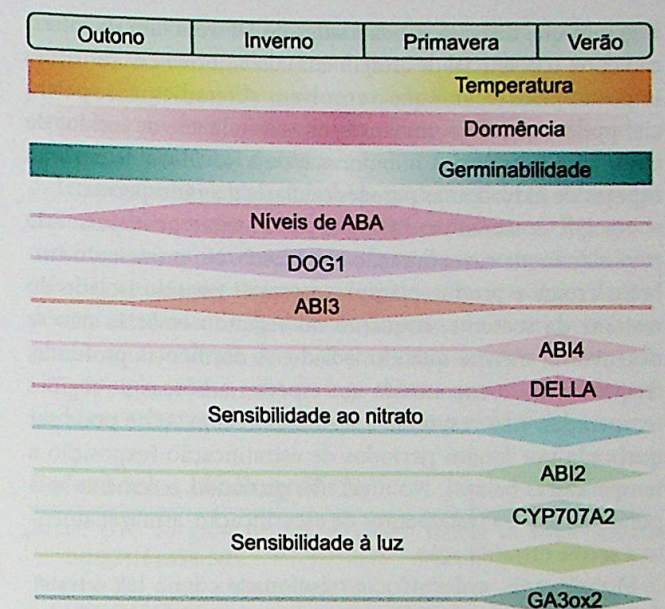 Outono Inverno Primavera Verão
Temperatura
Dormência
Germinabilidade
Níveis de ABA
DOG1
ABI3
ABI4
DELLA
Sensibilidade ao nitrato
ABI2
CYP707A2
Sensibilidade à luz
GA3ox2